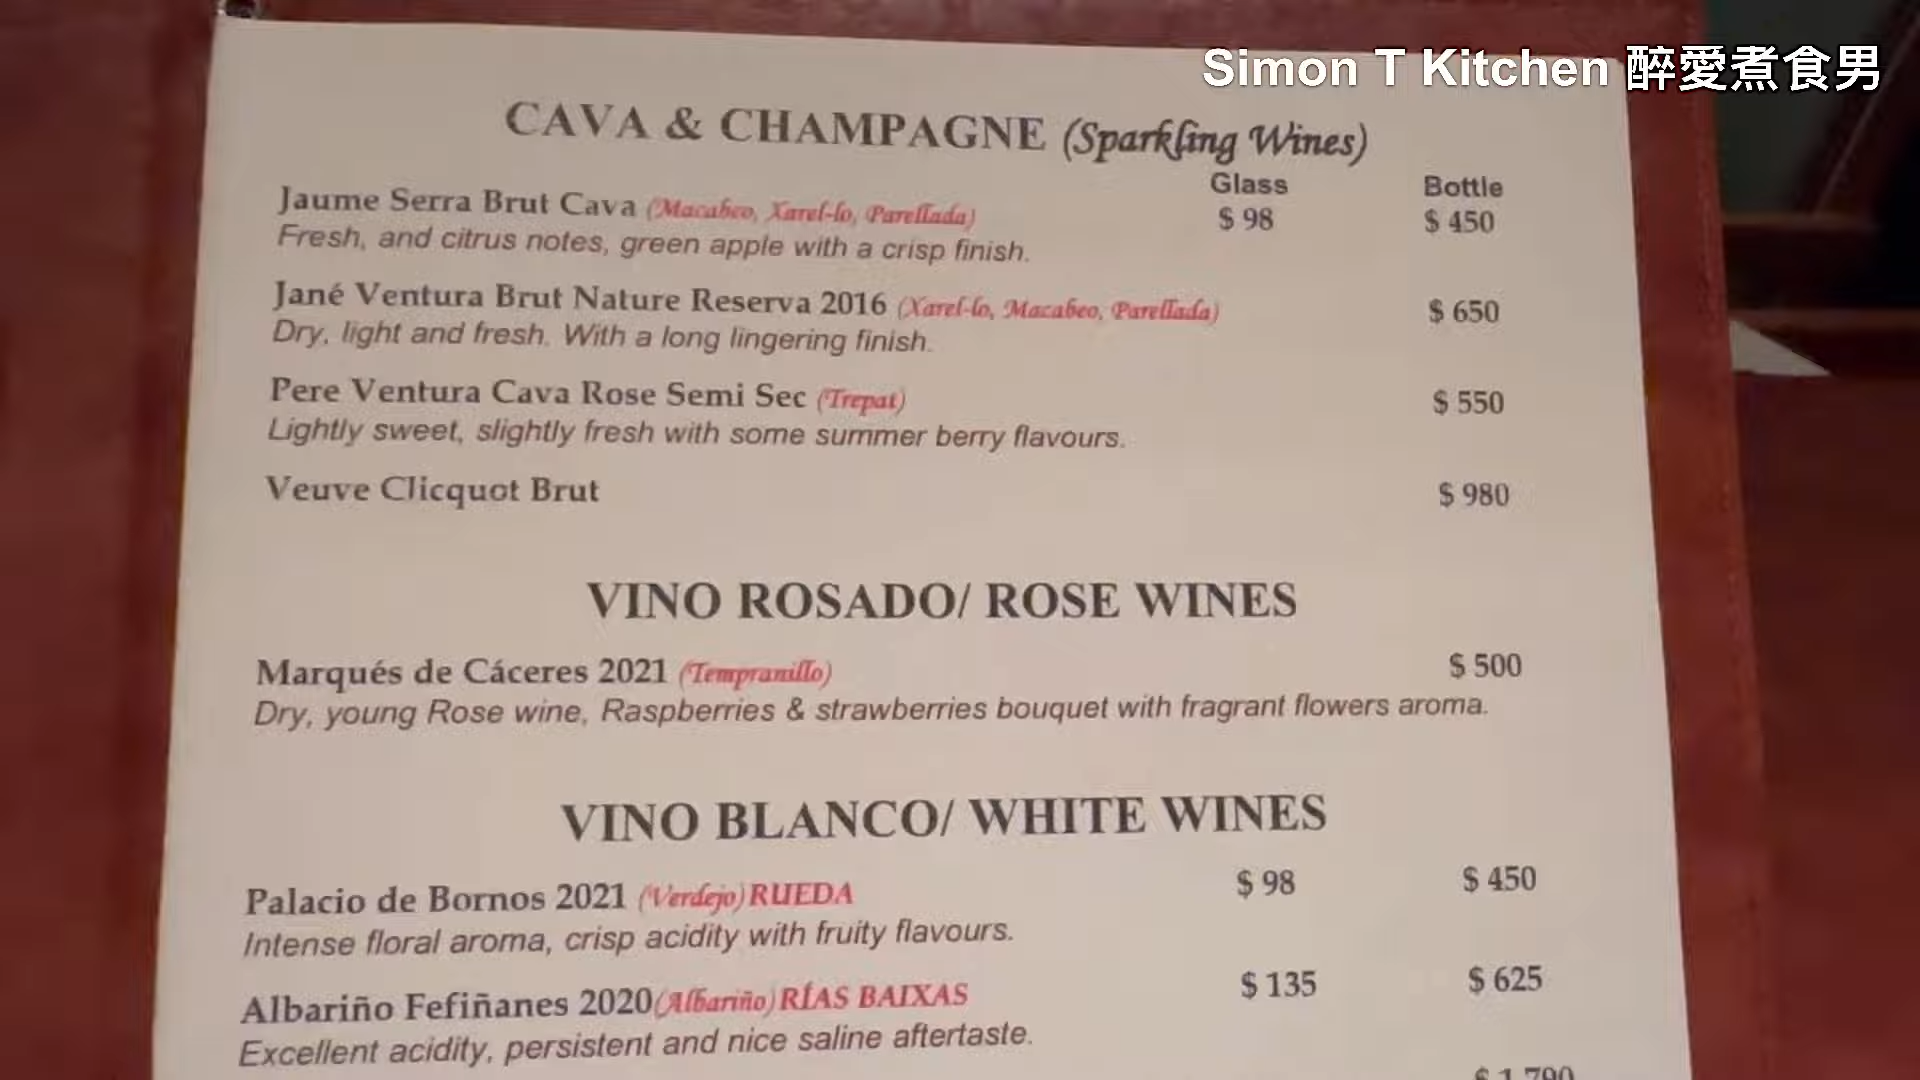 Simon T Kitchen 醉愛煮食男
CAVA & CHAMPAGNE (Sparkling Wines)
Glass Bottle
Jaume Serra Brut Cava (Macabeo, Xarel-lo, Parellada) $ 98 $ 450
Fresh, and citrus notes, green apple with a crisp finish.
Jané Ventura Brut Nature Reserva 2016 (Xarel-lo, Macabeo, Parellada) $ 650
Dry, light and fresh. With a long lingering finish.
Pere Ventura Cava Rose Semi Sec (Trepat) $ 550
Lightly sweet, slightly fresh with some summer berry flavours.
Veuve Clicquot Brut $ 980
VINO ROSADO/ ROSE WINES
Marqués de Cáceres 2021 (Tempranillo) $ 500
Dry, young Rose wine, Raspberries & strawberries bouquet with fragrant flowers aroma.
VINO BLANCO/ WHITE WINES
Palacio de Bornos 2021 (Verdejo) RUEDA $ 98 $ 450
Intense floral aroma, crisp acidity with fruity flavours.
Albariño Fefiñanes 2020 (Albariño) RÍAS BAIXAS $ 135 $ 625
Excellent acidity, persistent and nice saline aftertaste.
$ 1,790